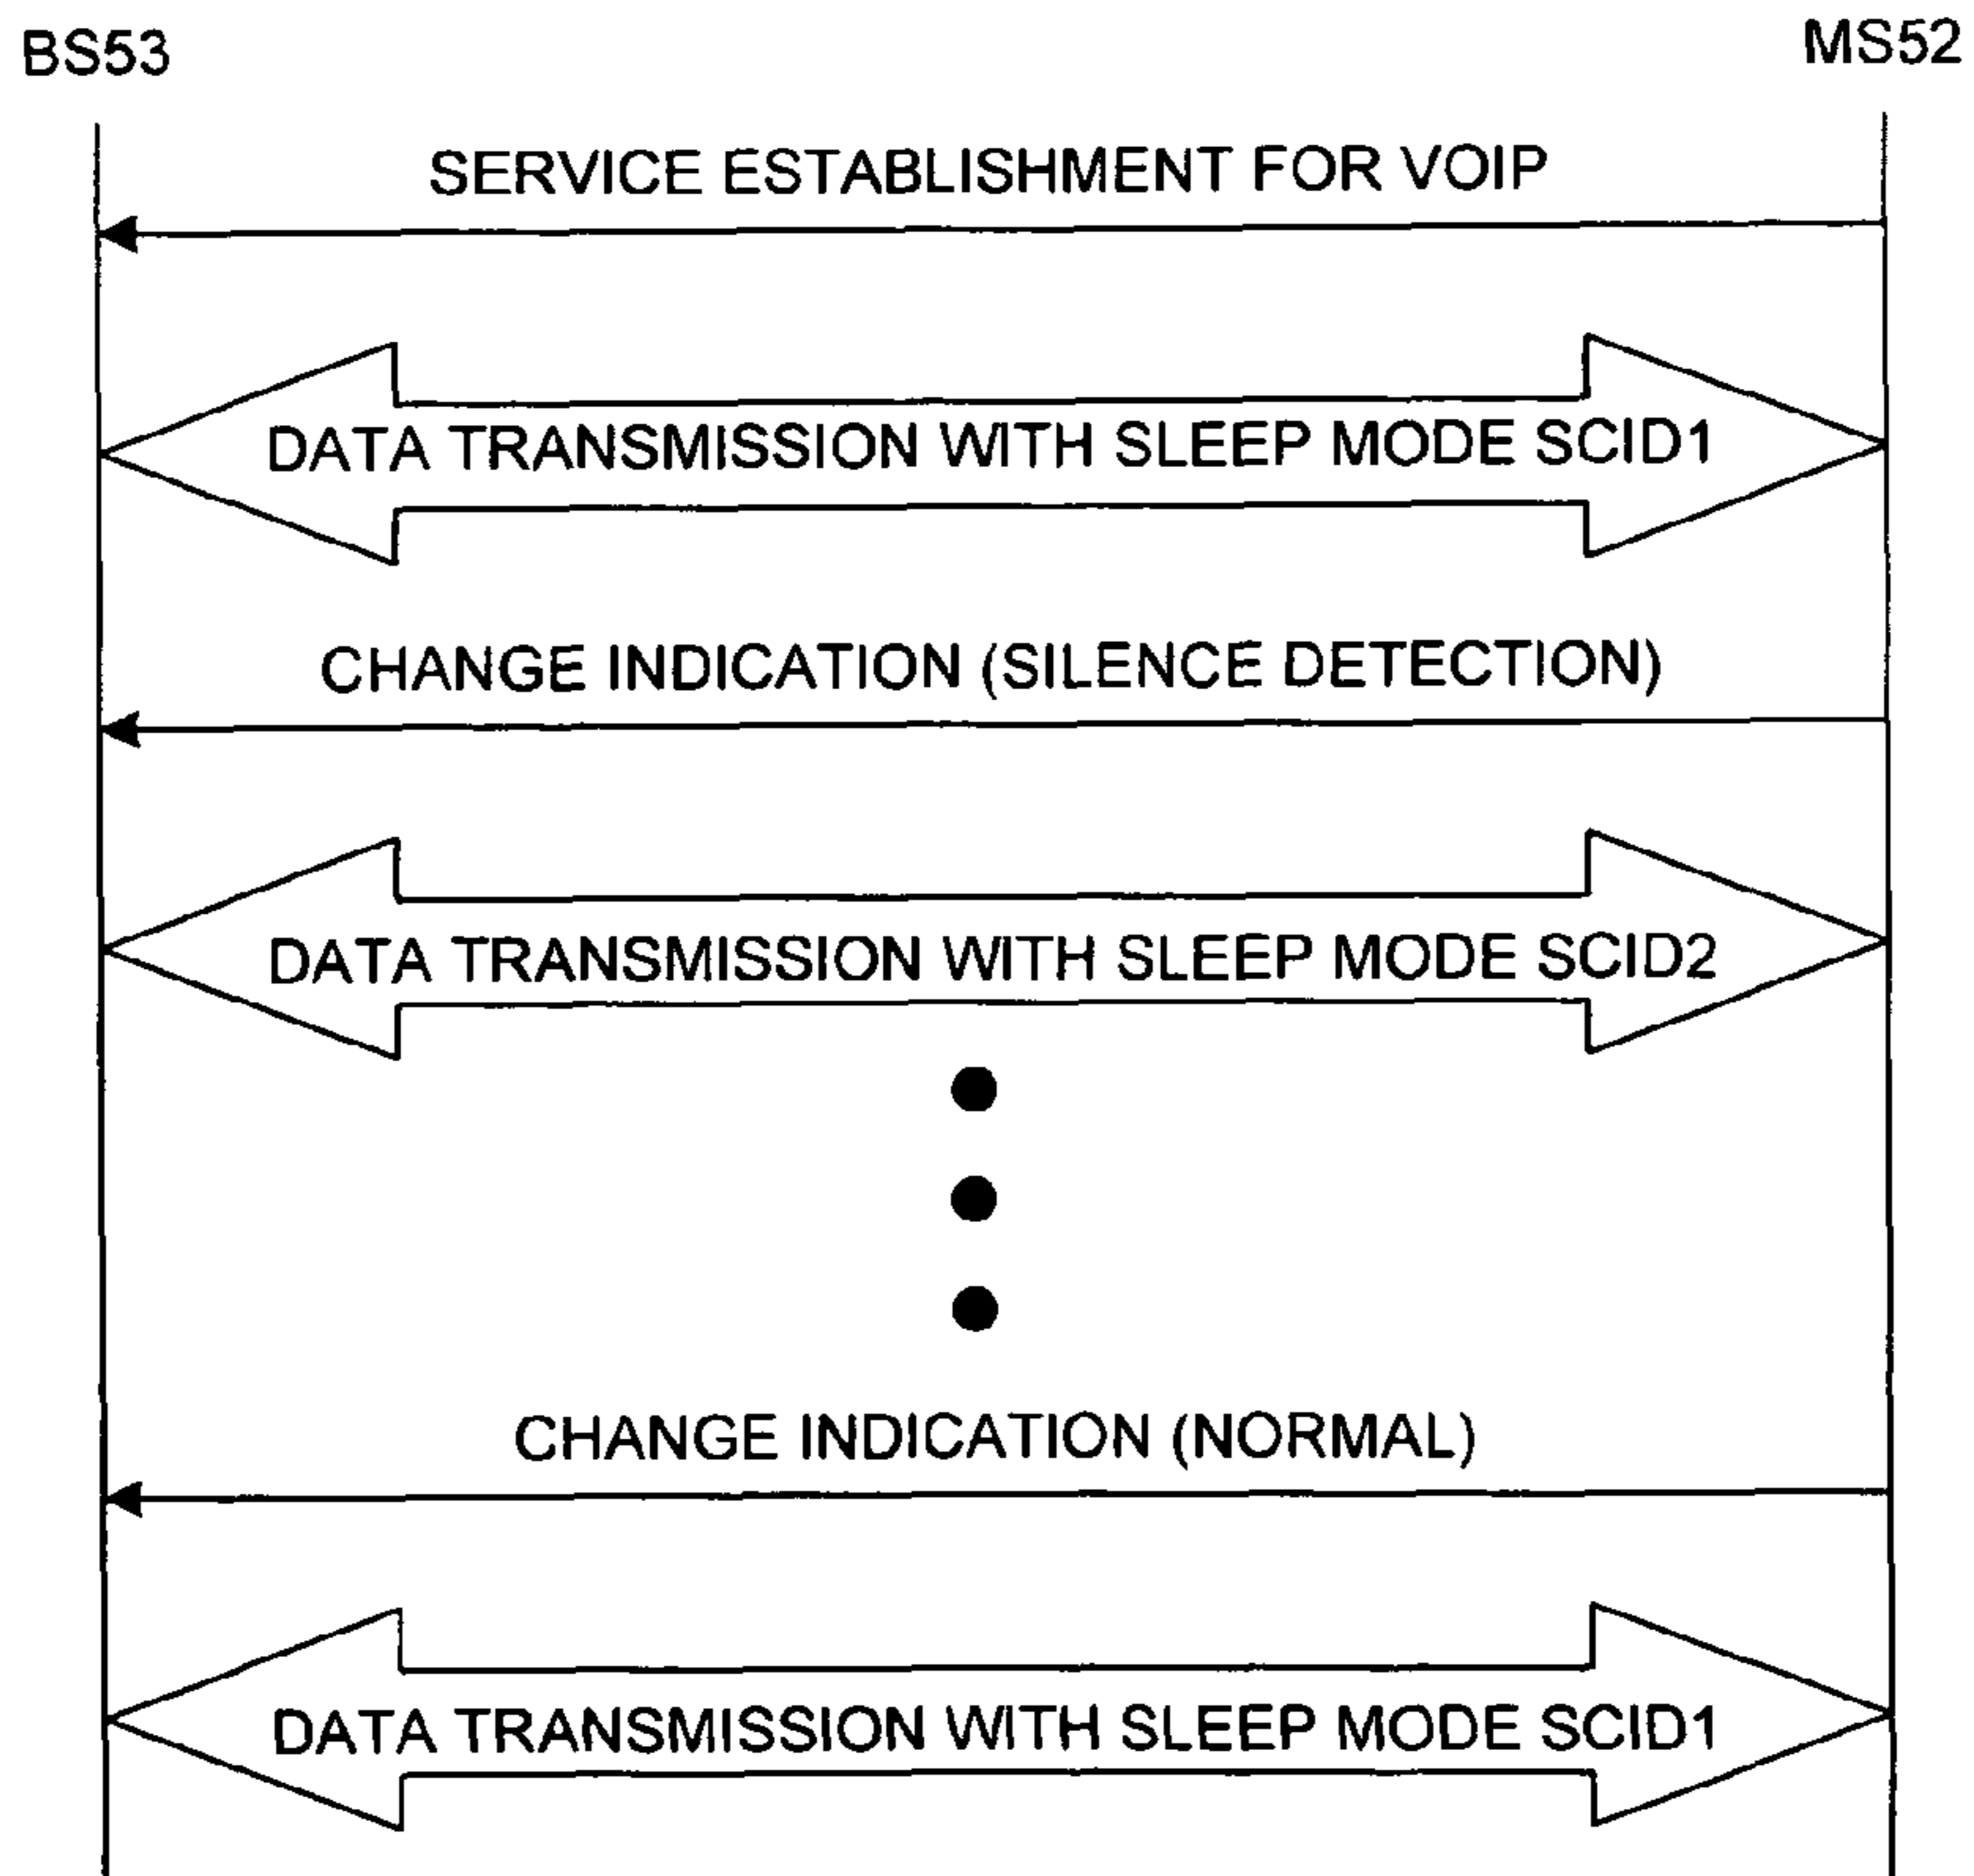 BS53
MS52
SERVICE ESTABLISHMENT FOR VOIP
DATA TRANSMISSION WITH SLEEP MODE SCID1
CHANGE INDICATION (SILENCE DETECTION)
DATA TRANSMISSION WITH SLEEP MODE SCID2
CHANGE INDICATION (NORMAL)
DATA TRANSMISSION WITH SLEEP MODE SCID1